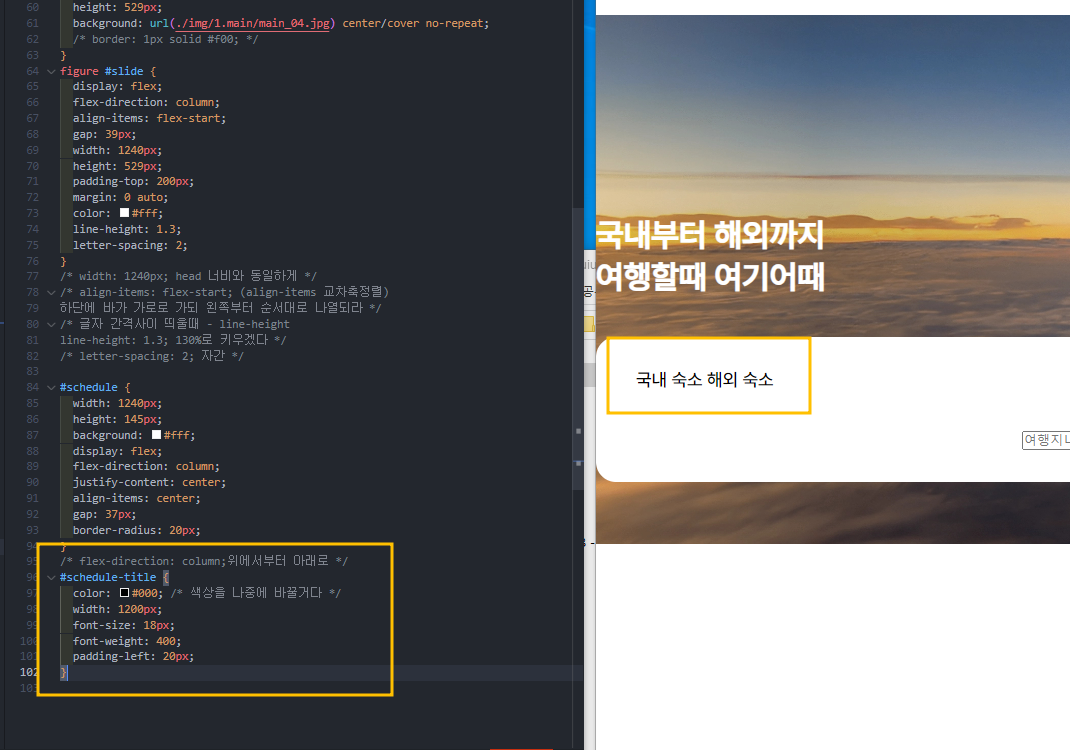 60 height: 529px;
61 background: url(./img/1.main/main_04.jpg) center/cover no-repeat;
62 /* border: 1px solid #f00; */
63 }
64 figure #slide {
65 display: flex;
66 flex-direction: column;
67 align-items: flex-start;
68 gap: 39px;
69 width: 1240px;
70 height: 529px;
71 padding-top: 200px;
72 margin: 0 auto;
73 color: #fff;
74 line-height: 1.3;
75 letter-spacing: 2;
76 }
77 /* width: 1240px; head 너비와 동일하게 */
78 /* align-items: flex-start; (align-items 교차축정렬)
79 하단에 바가 가로로 가되 왼쪽부터 순서대로 나열되라 */
80 /* 글자 간격사이 띄울때 - line-height
81 line-height: 1.3; 130%로 키우겠다 */
82 /* letter-spacing: 2; 자간 */
83
84 #schedule {
85 width: 1240px;
86 height: 145px;
87 background: #fff;
88 display: flex;
89 flex-direction: column;
90 justify-content: center;
91 align-items: center;
92 gap: 37px;
93 border-radius: 20px;
94 }
95 /* flex-direction: column;위에서부터 아래로 */
96 #schedule-title {
97 color: #000; /* 색상을 나중에 바꿀거다 */
98 width: 1200px;
99 font-size: 18px;
100 font-weight: 400;
101 padding-left: 20px;
102 }
103
국내부터 해외까지
여행할때 여기어때
국내 숙소 해외 숙소